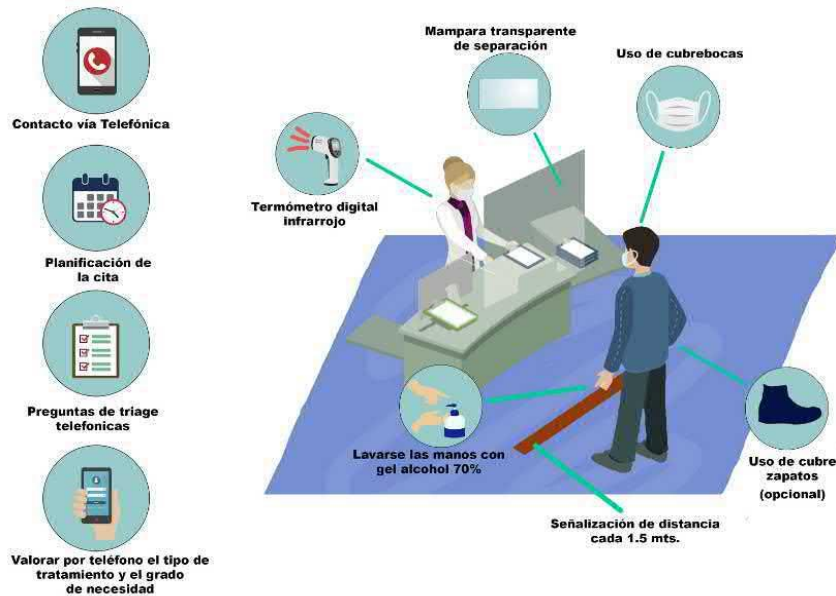 Contacto vía Telefónica
Planificación de
la cita
Preguntas de triage
telefonicas
Valorar por teléfono el tipo de
tratamiento y el grado
de necesidad
Mampara transparente
de separación
Uso de cubrebocas
Termómetro digital
infrarrojo
Lavarse las manos con
gel alcohol 70%
Uso de cubre
zapatos
(opcional)
Señalización de distancia
cada 1.5 mts.